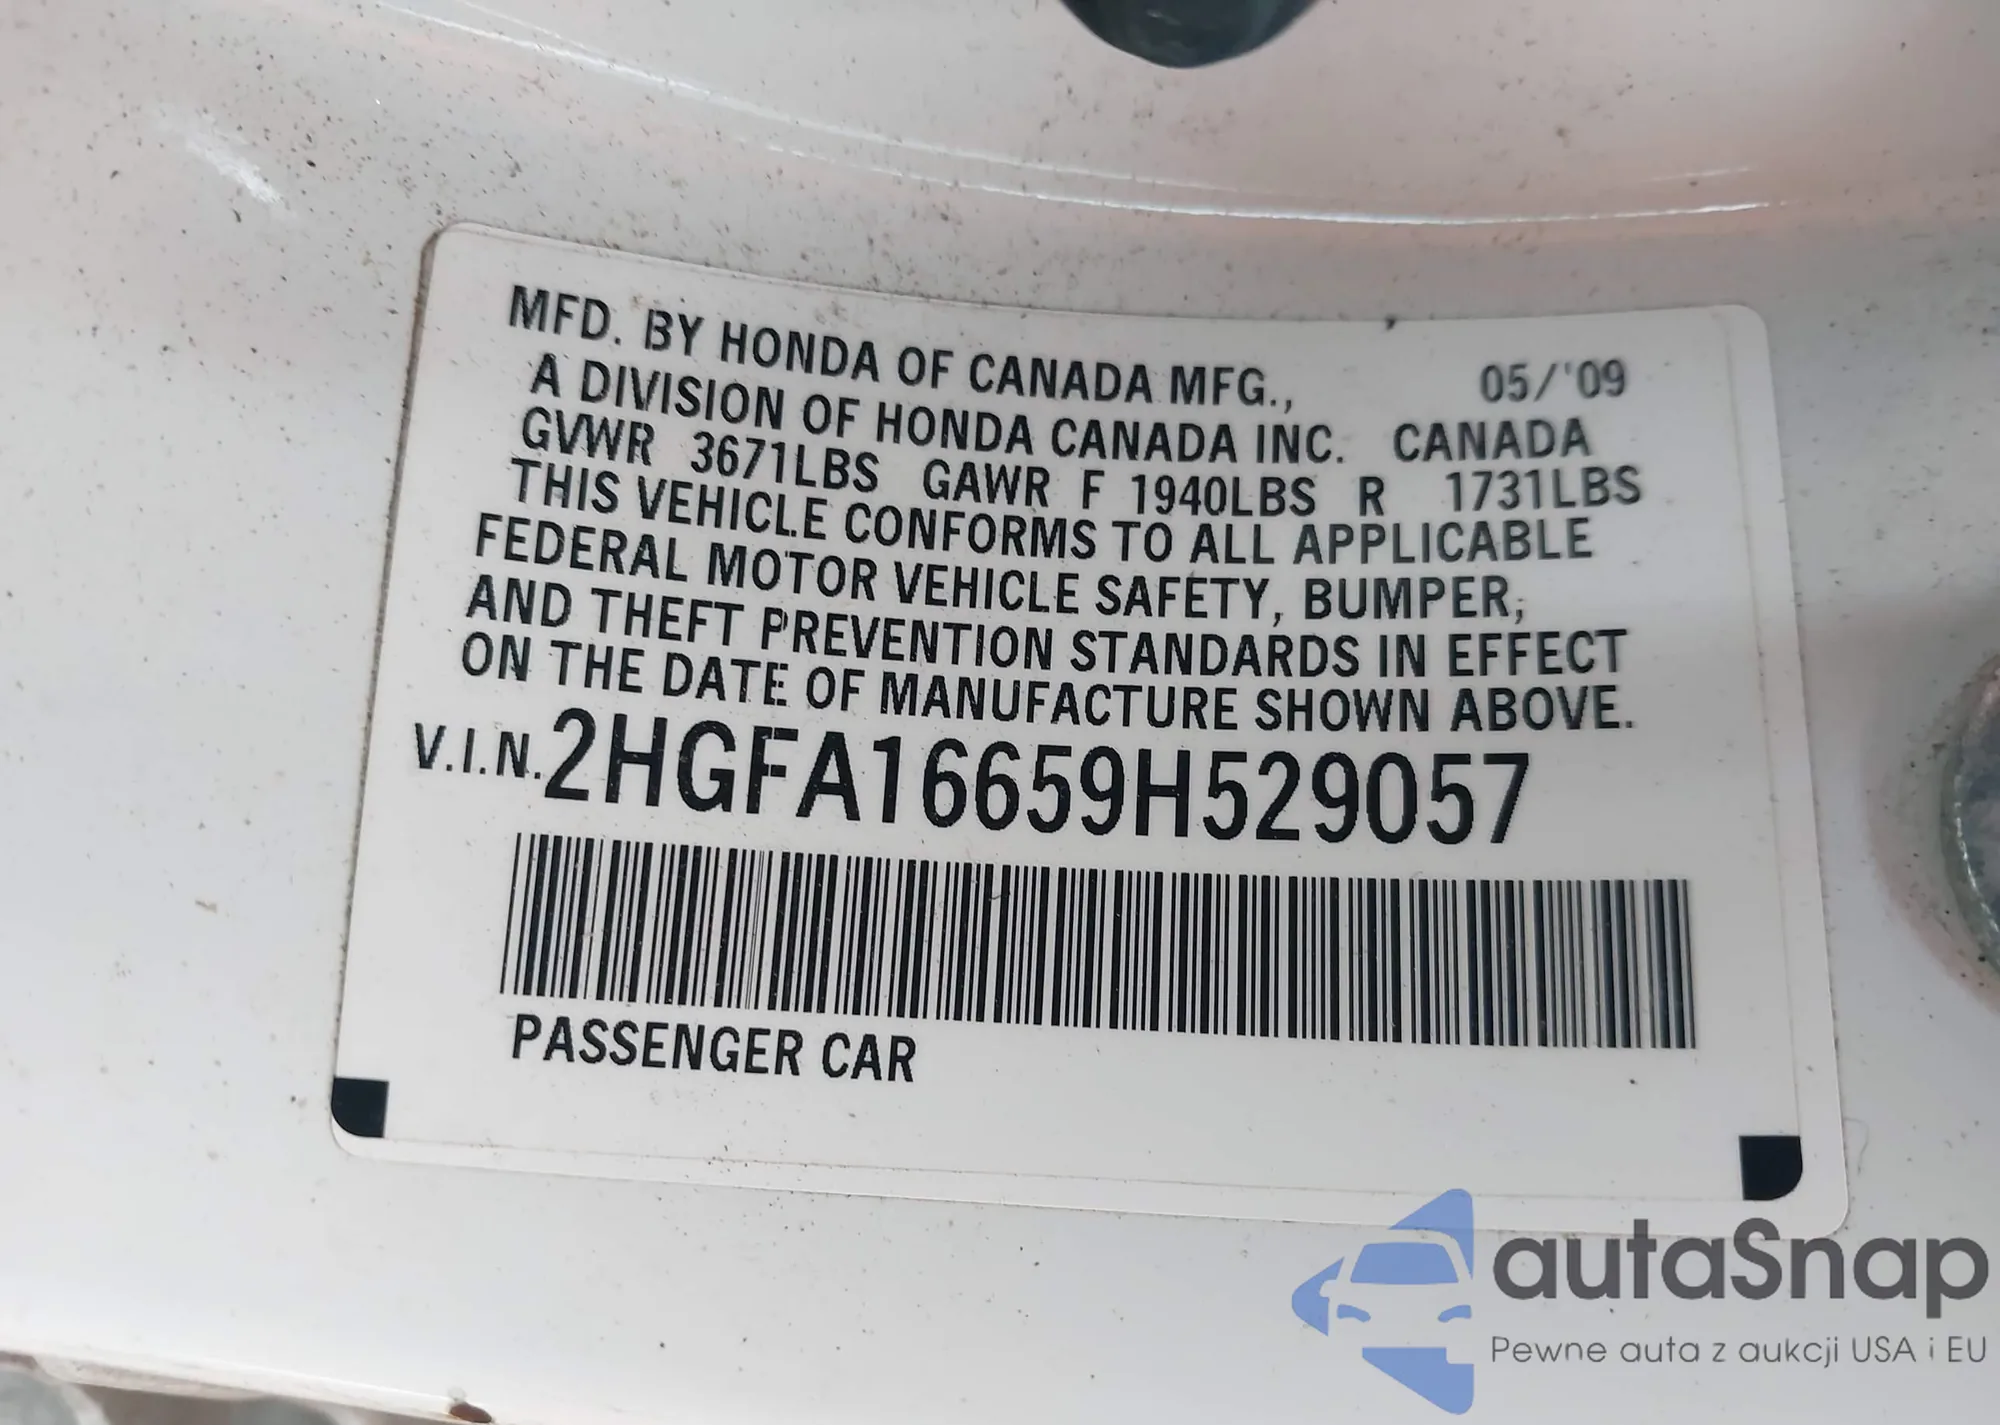 MFD. BY HONDA OF CANADA MFG., 05/'09
A DIVISION OF HONDA CANADA INC. CANADA
GVWR 3671LBS GAWR F 1940LBS R 1731LBS
THIS VEHICLE CONFORMS TO ALL APPLICABLE
FEDERAL MOTOR VEHICLE SAFETY, BUMPER,
AND THEFT PREVENTION STANDARDS IN EFFECT
ON THE DATE OF MANUFACTURE SHOWN ABOVE.
V.I.N. 2HGFA16659H529057
PASSENGER CAR
autaSnap
Pewne auta z aukcji USA i EU